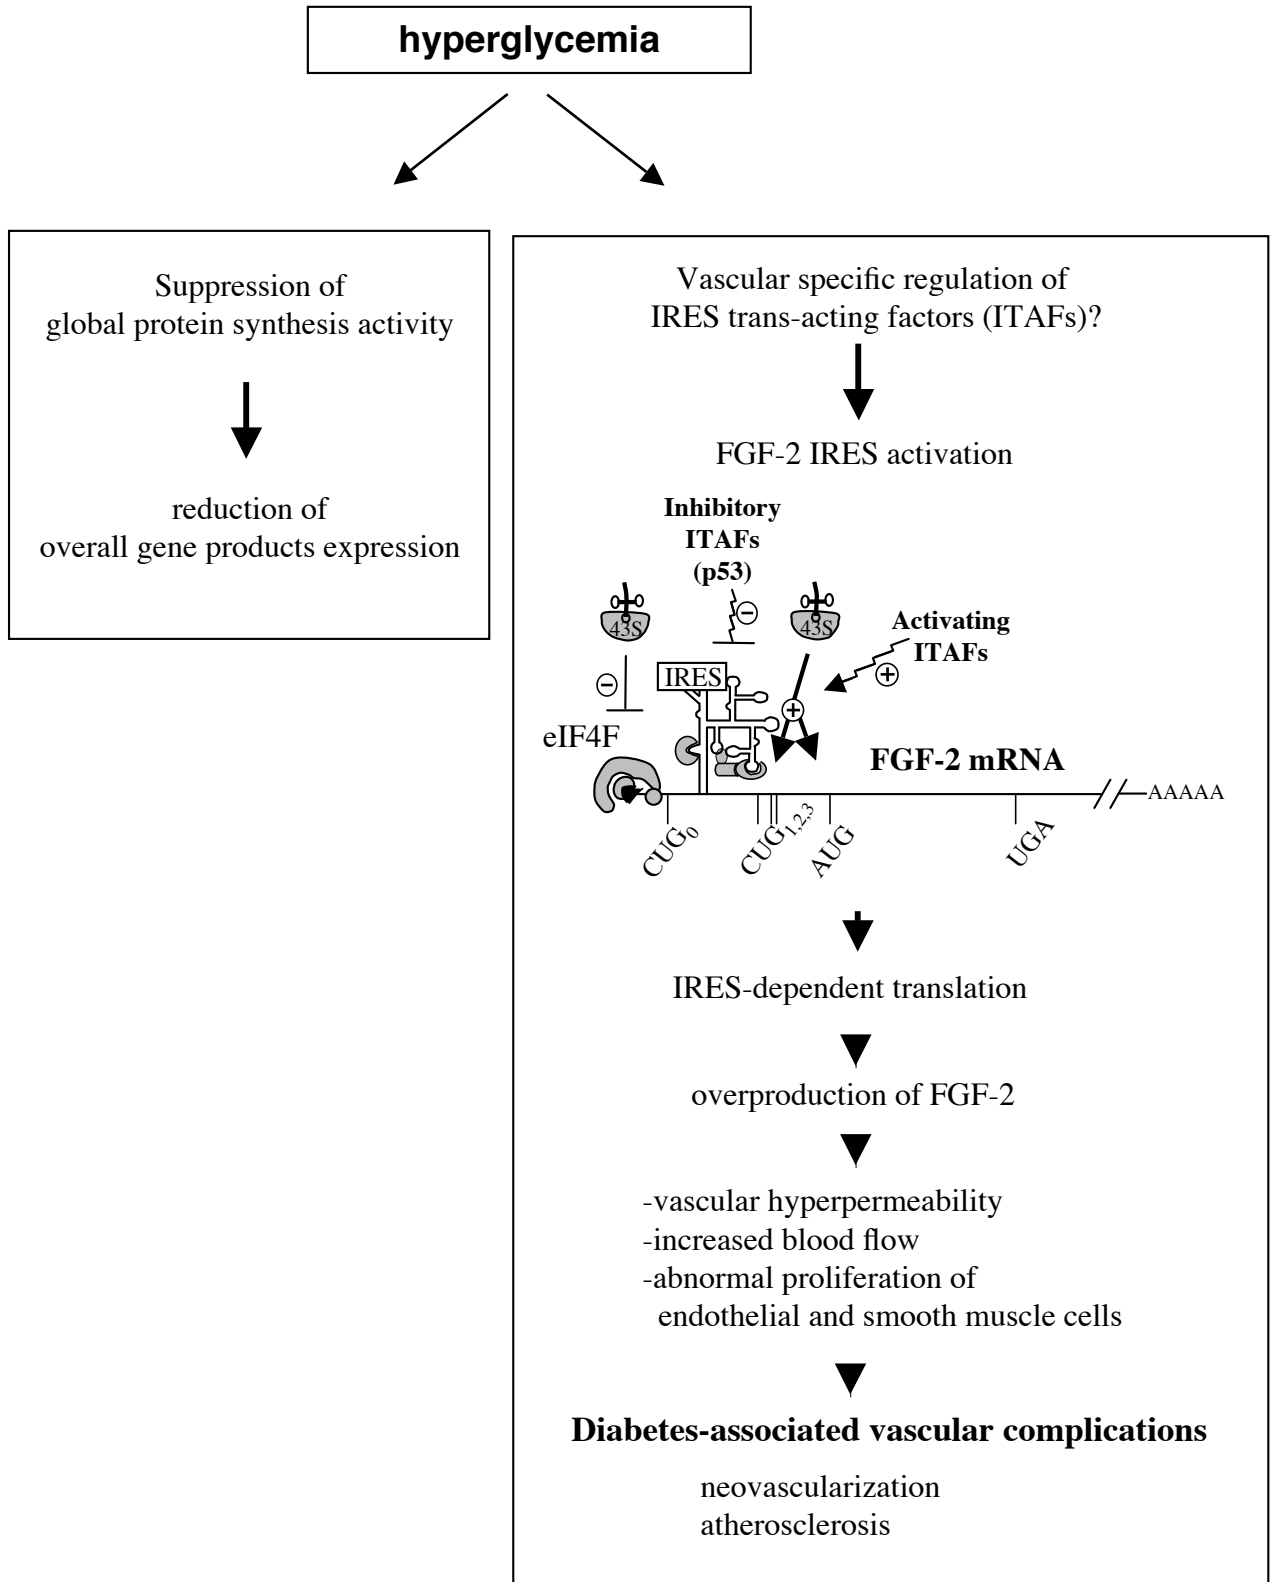 hyperglycemia
Suppression of
global protein synthesis activity
reduction of
overall gene products expression
Vascular specific regulation of
IRES trans-acting factors (ITAFs)?
FGF-2 IRES activation
Inhibitory
ITAFs
(p53)
−
43S
43S
Activating
ITAFs
+
−
IRES
+
eIF4F
FGF-2 mRNA
AAAAA
CUG₀
CUG₁,₂,₃
AUG
UGA
IRES-dependent translation
overproduction of FGF-2
-vascular hyperpermeability
-increased blood flow
-abnormal proliferation of
endothelial and smooth muscle cells
Diabetes-associated vascular complications
neovascularization
atherosclerosis